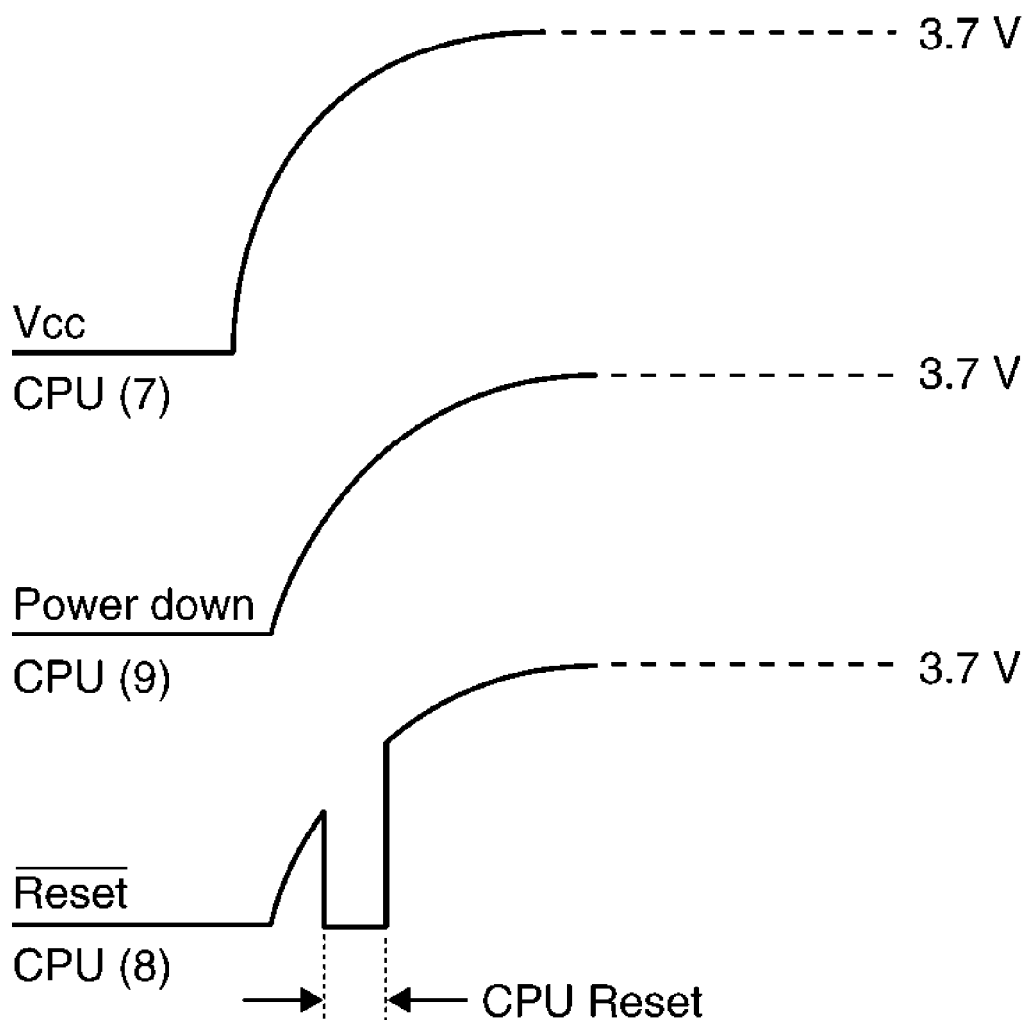 3.7 V
Vcc
CPU (7)
3.7 V
Power down
CPU (9)
3.7 V
Reset
CPU (8)
CPU Reset